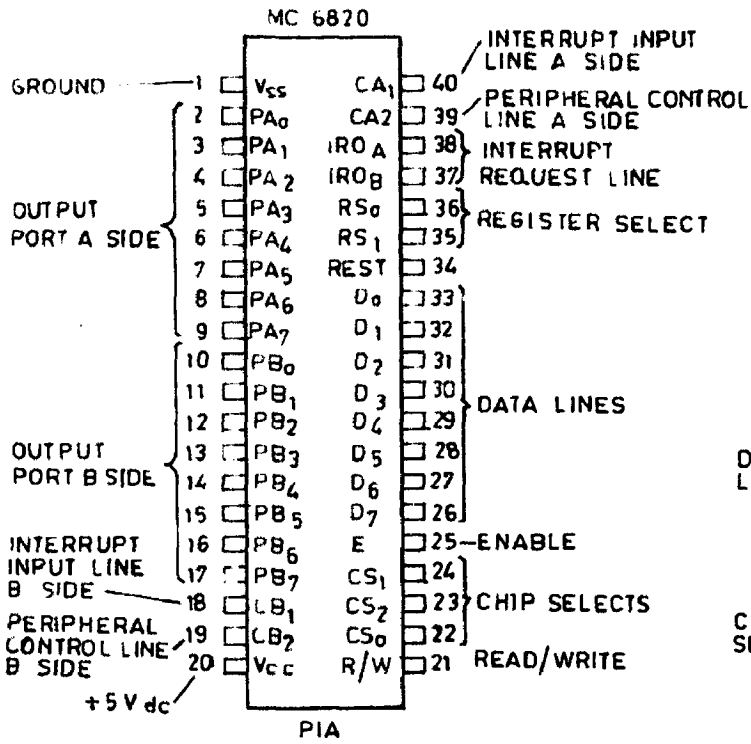 MC 6820
GROUND 1 Vss CA1 40 INTERRUPT INPUT LINE A SIDE
2 PA0 CA2 39 PERIPHERAL CONTROL LINE A SIDE
3 PA1 IRO A 38 INTERRUPT
4 PA2 IRO B 37 REQUEST LINE
5 PA3 RS0 36 REGISTER SELECT
OUTPUT PORT A SIDE
6 PA4 RS1 35
7 PA5 REST 34
8 PA6 D0 33
9 PA7 D1 32
10 PB0 D2 31
11 PB1 D3 30
DATA LINES
12 PB2 D4 29
OUTPUT PORT B SIDE
13 PB3 D5 28
14 PB4 D6 27
15 PB5 D7 26
16 PB6 E 25 ENABLE
INTERRUPT INPUT LINE B SIDE
17 PB7 CS1 24
18 CB1 CS2 23 CHIP SELECTS
PERIPHERAL CONTROL LINE B SIDE
19 CB2 CS0 22
20 Vcc R/W 21 READ/WRITE
+5 V dc
PIA
D
L
C